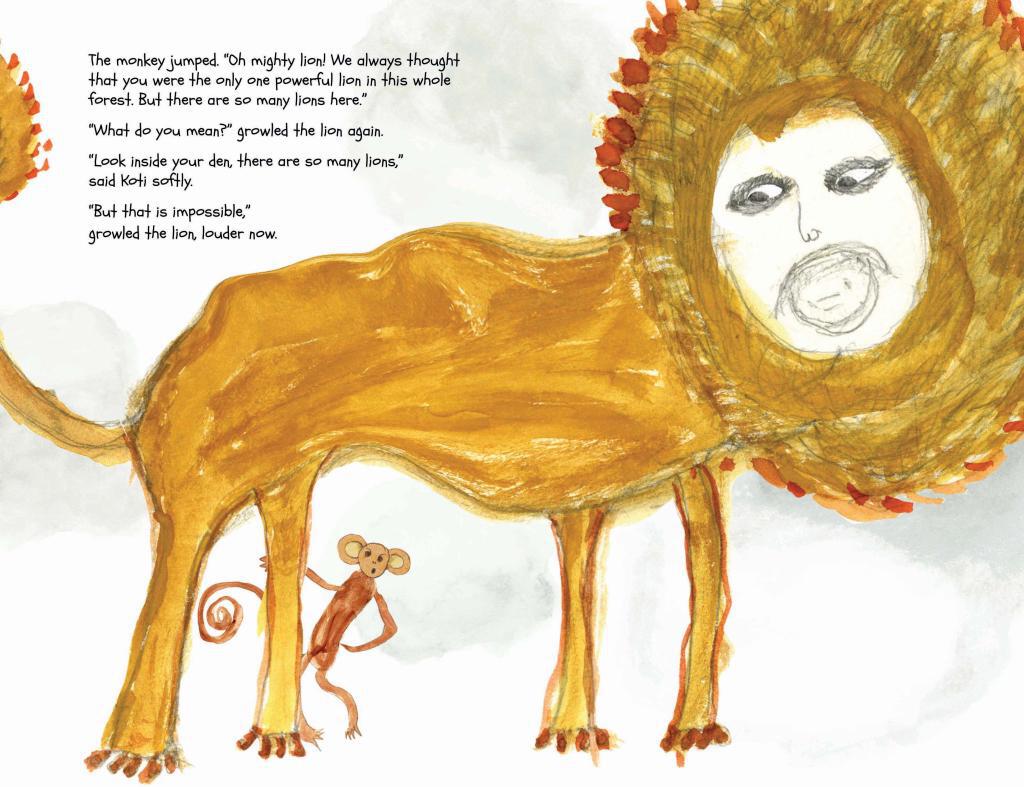 The monkey jumped. “Oh mighty lion! We always thought
that you were the only one powerful lion in this whole
forest. But there are so many lions here.”
“What do you mean?” growled the lion again.
“Look inside your den, there are so many lions,”
said Koti softly.
“But that is impossible,”
growled the lion, louder now.